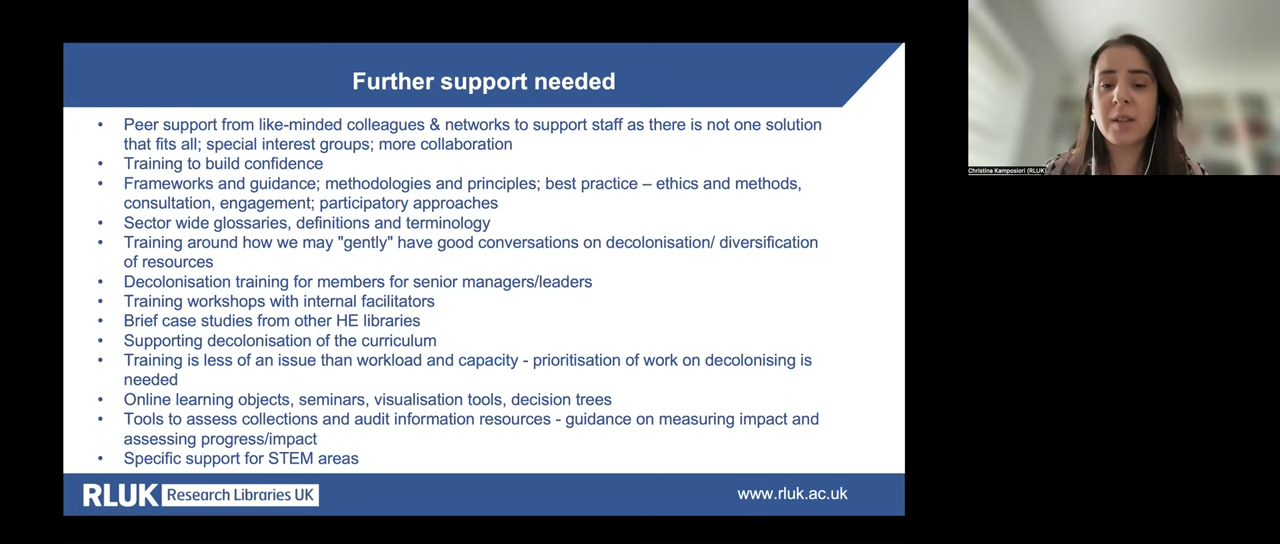 Further support needed
• Peer support from like-minded colleagues & networks to support staff as there is not one solution
that fits all; special interest groups; more collaboration
• Training to build confidence
• Frameworks and guidance; methodologies and principles; best practice – ethics and methods,
consultation, engagement; participatory approaches
• Sector wide glossaries, definitions and terminology
• Training around how we may "gently" have good conversations on decolonisation/ diversification
of resources
• Decolonisation training for members for senior managers/leaders
• Training workshops with internal facilitators
• Brief case studies from other HE libraries
• Supporting decolonisation of the curriculum
• Training is less of an issue than workload and capacity - prioritisation of work on decolonising is
needed
• Online learning objects, seminars, visualisation tools, decision trees
• Tools to assess collections and audit information resources - guidance on measuring impact and
assessing progress/impact
• Specific support for STEM areas
RLUK Research Libraries UK
www.rluk.ac.uk
Christina Kamposiori (RLUK)